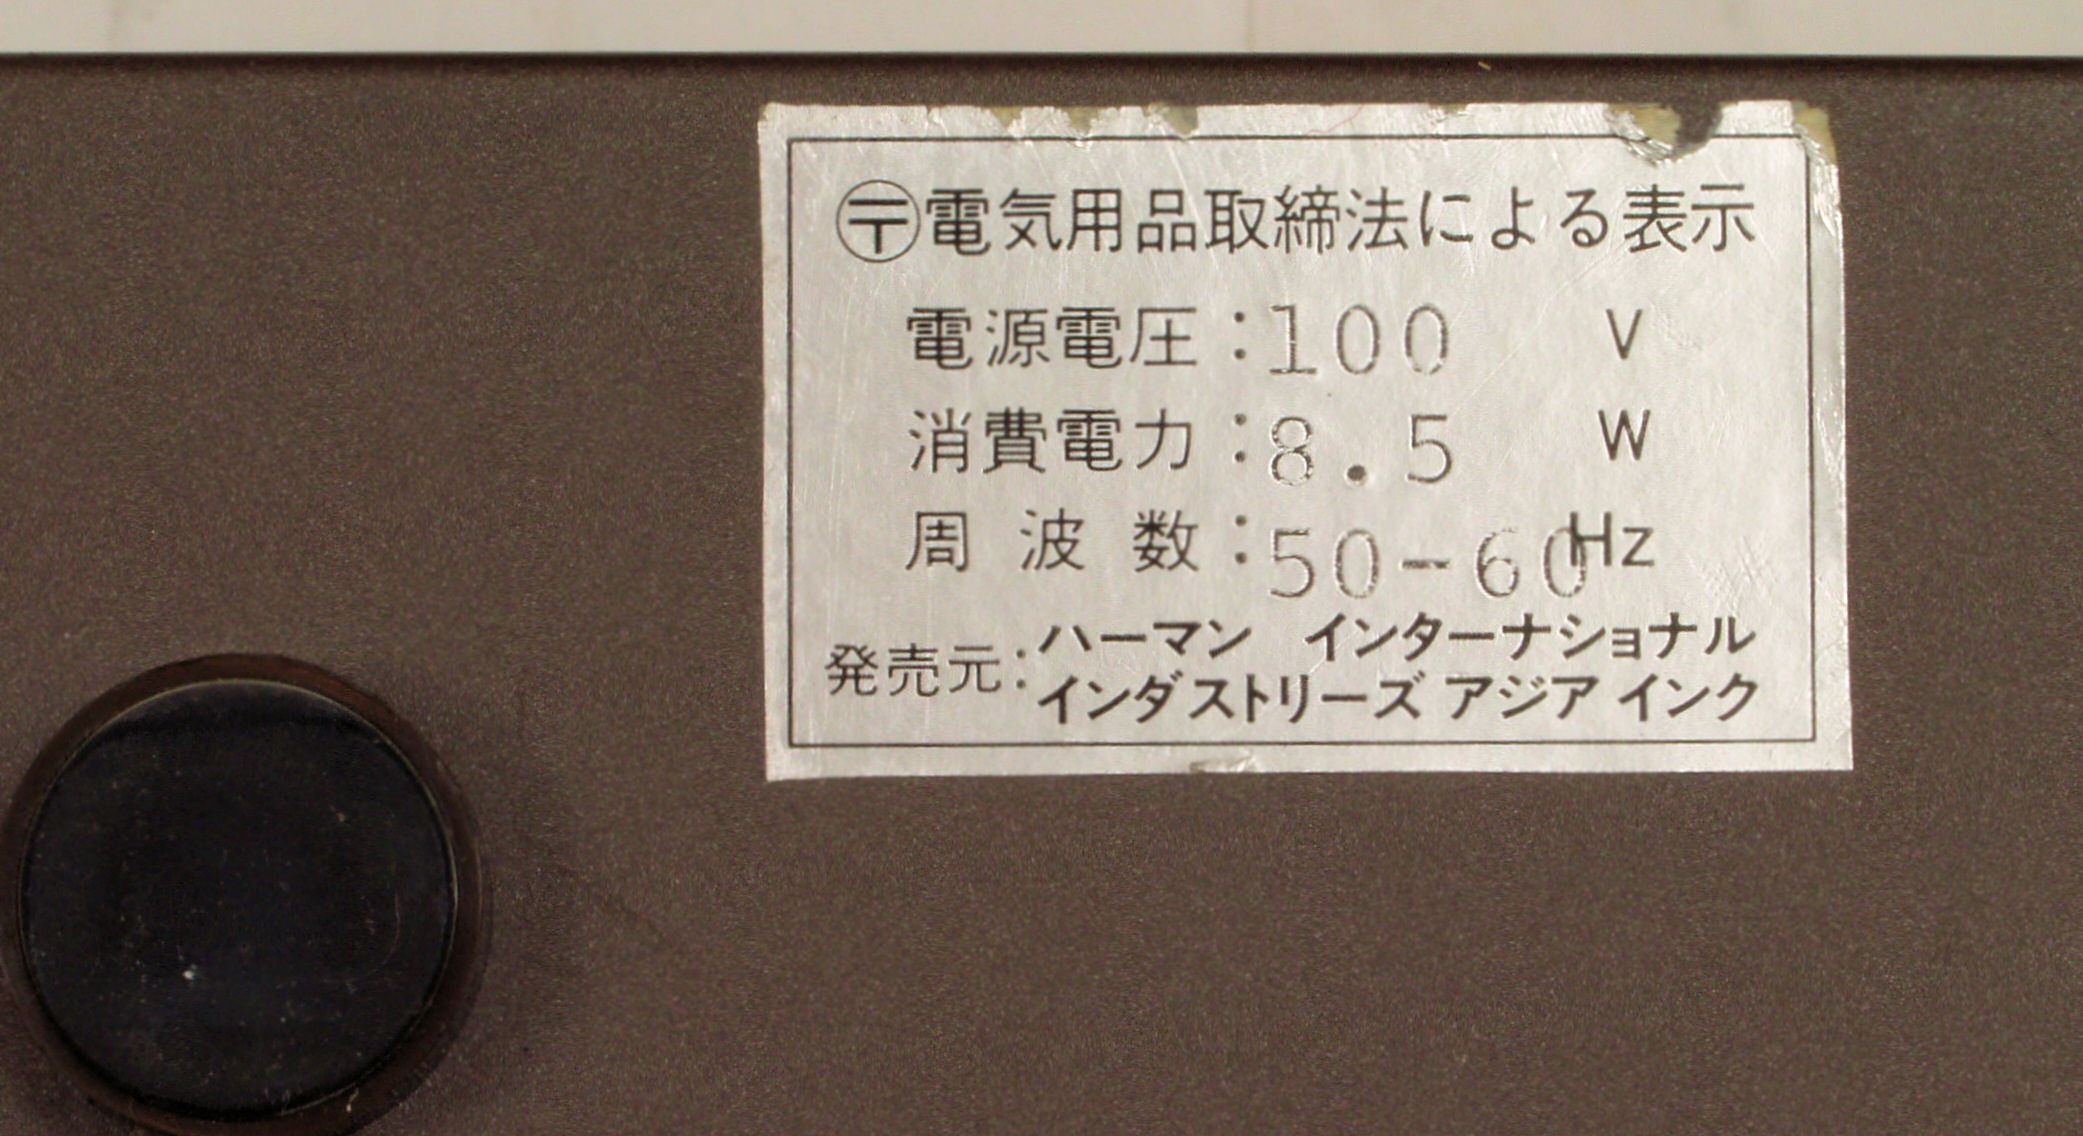 〶電気用品取締法による表示
電源電圧：100 V
消費電力：8.5 W
周波数：50-60Hz
発売元：ハーマン インターナショナル
インダストリーズ アジア インク